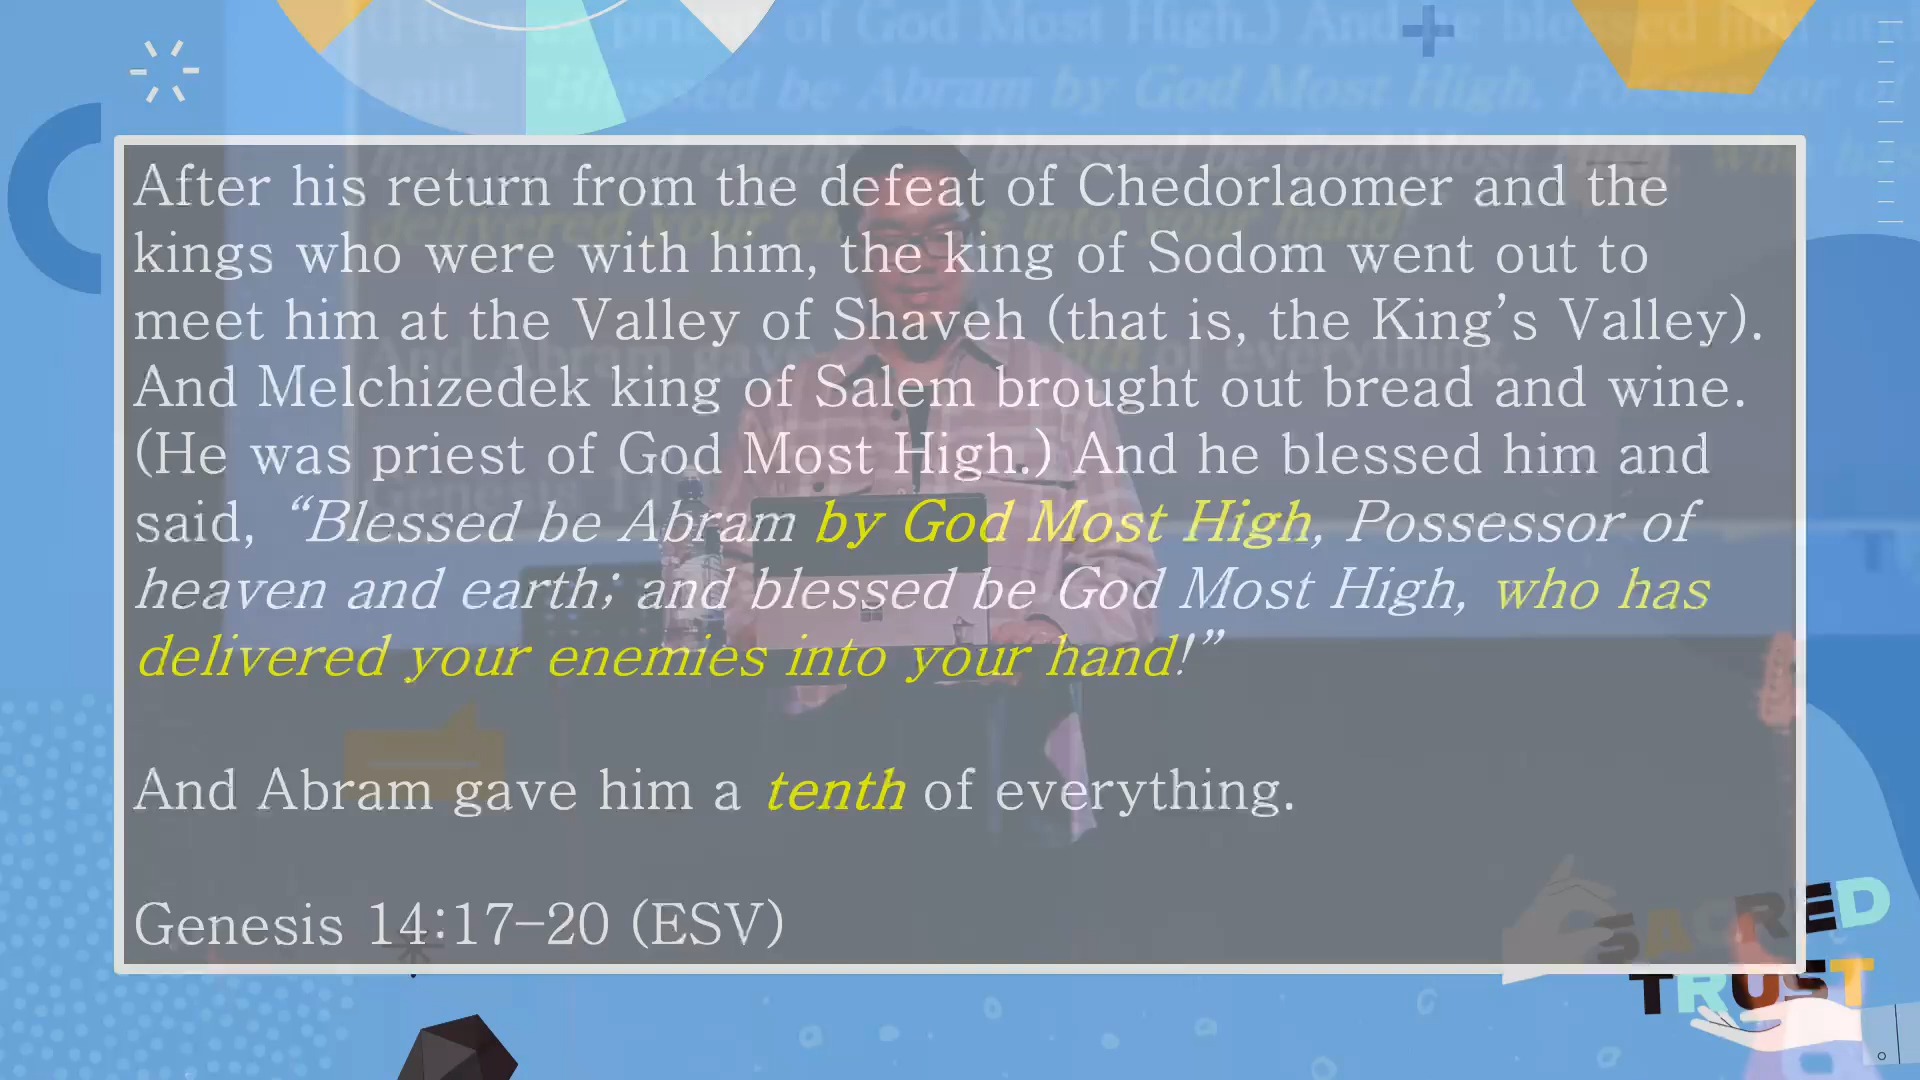 After his return from the defeat of Chedorlaomer and the
kings who were with him, the king of Sodom went out to
meet him at the Valley of Shaveh (that is, the King’s Valley).
And Melchizedek king of Salem brought out bread and wine.
(He was priest of God Most High.) And he blessed him and
said, “Blessed be Abram by God Most High, Possessor of
heaven and earth; and blessed be God Most High, who has
delivered your enemies into your hand!”
And Abram gave him a tenth of everything.
Genesis 14:17–20 (ESV)
SACRED
TRUST